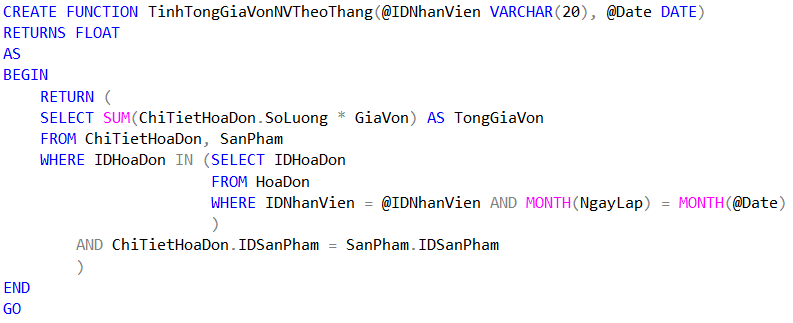 CREATE FUNCTION TinhTongGiaVonNVTheoThang(@IDNhanVien VARCHAR(20), @Date DATE)
RETURNS FLOAT
AS
BEGIN
    RETURN (
    SELECT SUM(ChiTietHoaDon.SoLuong * GiaVon) AS TongGiaVon
    FROM ChiTietHoaDon, SanPham
    WHERE IDHoaDon IN (SELECT IDHoaDon
                       FROM HoaDon
                       WHERE IDNhanVien = @IDNhanVien AND MONTH(NgayLap) = MONTH(@Date)
                       )
        AND ChiTietHoaDon.IDSanPham = SanPham.IDSanPham
        )
END
GO